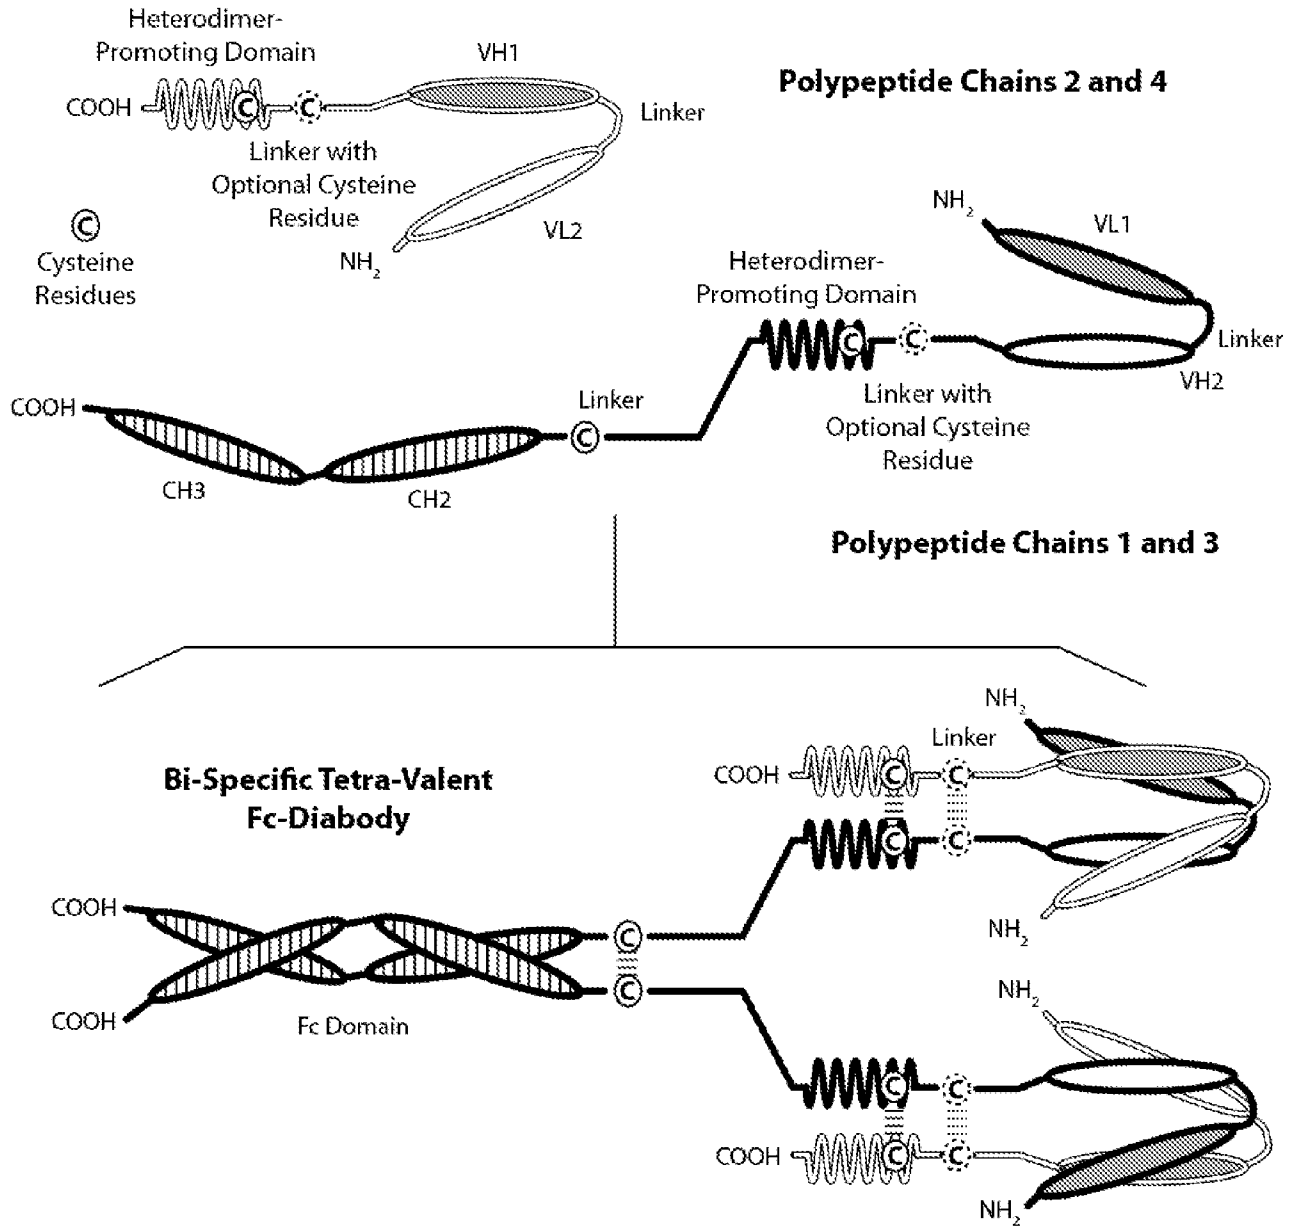 Heterodimer-
Promoting Domain
VH1
Polypeptide Chains 2 and 4
COOH
C
C
Linker
Linker with
Optional Cysteine
Residue
VL2
NH2
C
Cysteine
Residues
NH2
VL1
Heterodimer-
Promoting Domain
C
C
Linker
VH2
Linker with
Optional Cysteine
Residue
COOH
Linker
C
CH3
CH2
Polypeptide Chains 1 and 3
Bi-Specific Tetra-Valent
Fc-Diabody
NH2
Linker
COOH
C
C
C
C
NH2
COOH
C
C
COOH
Fc Domain
NH2
C
C
COOH
C
C
NH2